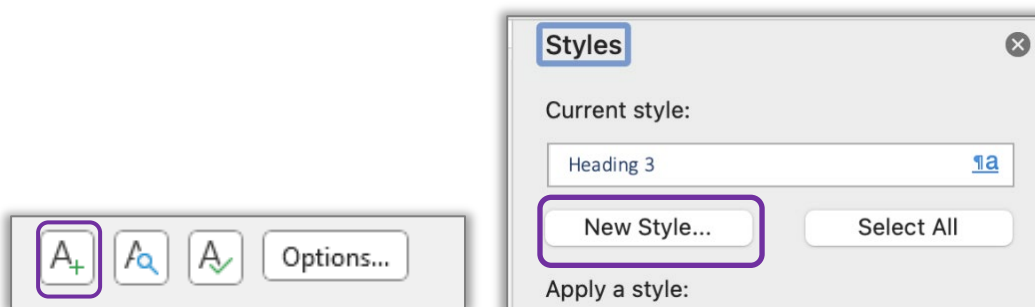 Options...
Styles
Current style:
Heading 3 ¶a
New Style... Select All
Apply a style: